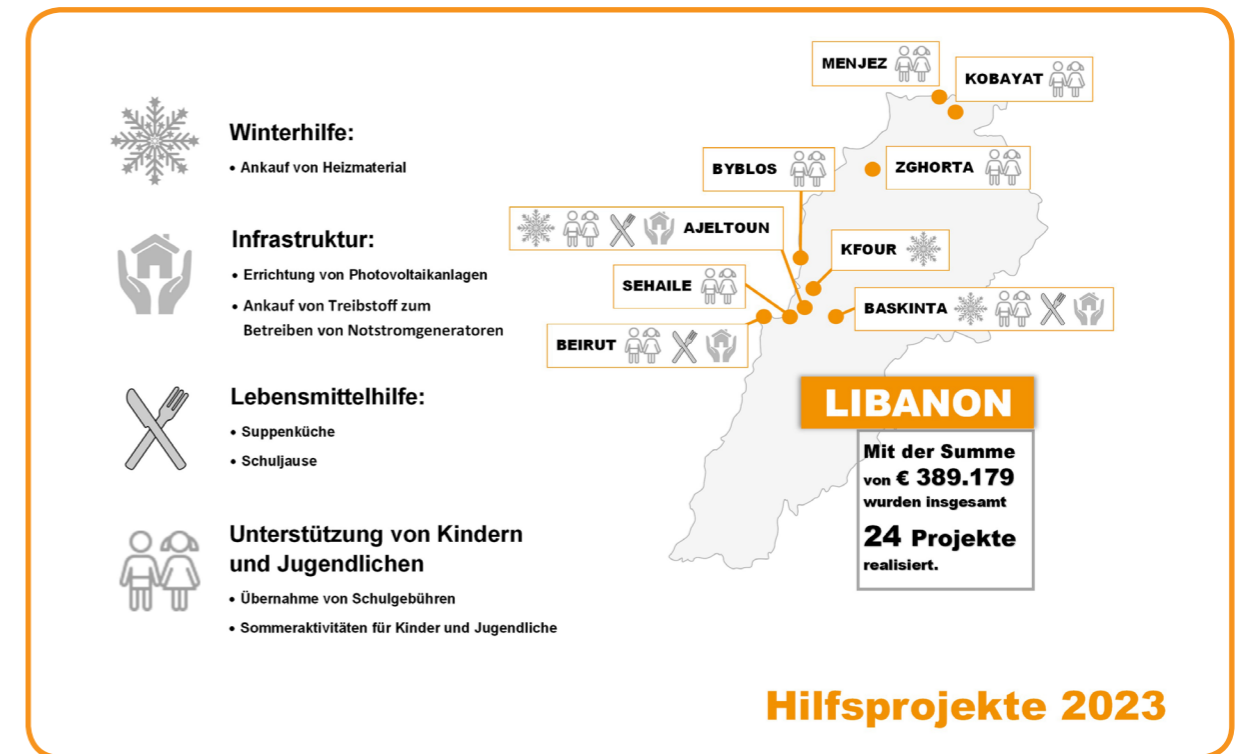 Winterhilfe:
• Ankauf von Heizmaterial
Infrastruktur:
• Errichtung von Photovoltaikanlagen
• Ankauf von Treibstoff zum
Betreiben von Notstromgeneratoren
Lebensmittelhilfe:
• Suppenküche
• Schuljause
Unterstützung von Kindern
und Jugendlichen
• Übernahme von Schulgebühren
• Sommeraktivitäten für Kinder und Jugendliche
MENJEZ
KOBAYAT
BYBLOS
ZGHORTA
AJELTOUN
KFOUR
SEHAILE
BASKINTA
BEIRUT
LIBANON
Mit der Summe
von € 389.179
wurden insgesamt
24 Projekte
realisiert.
Hilfsprojekte 2023